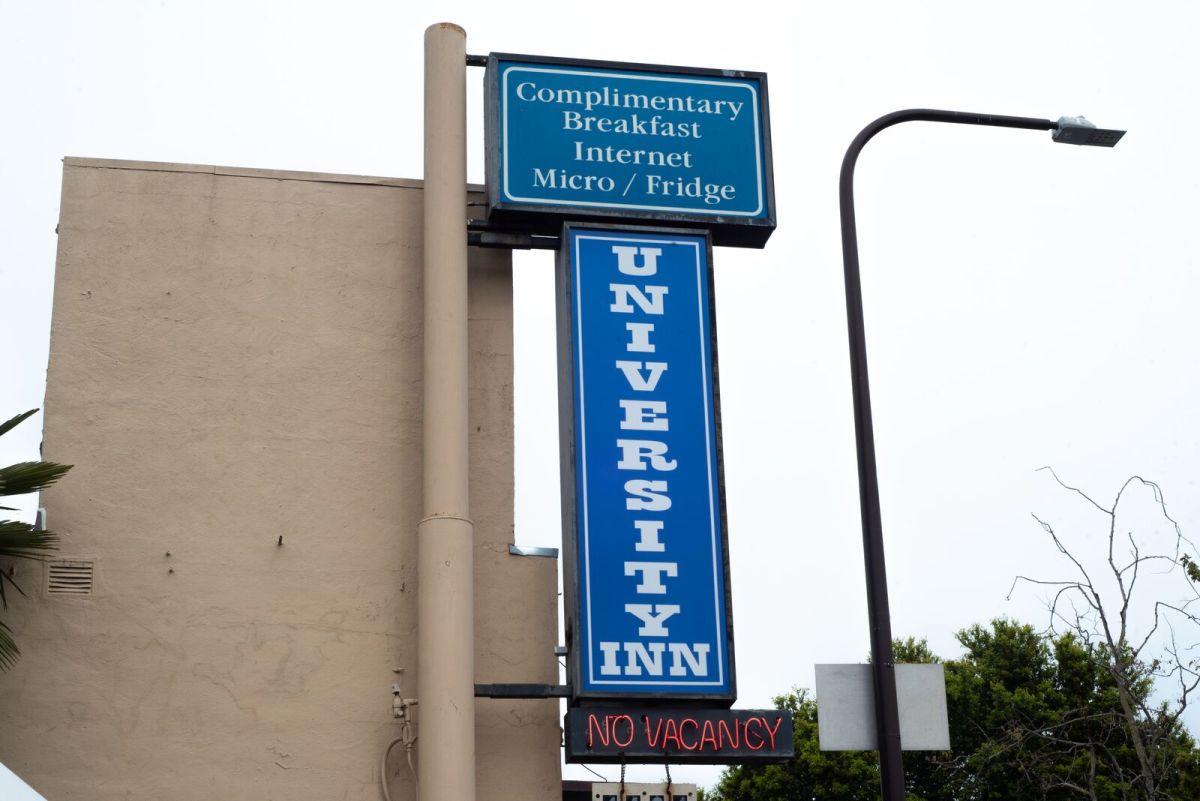 Complimentary
Breakfast
Internet
Micro / Fridge
UNIVERSITY
INN
NO VACANCY